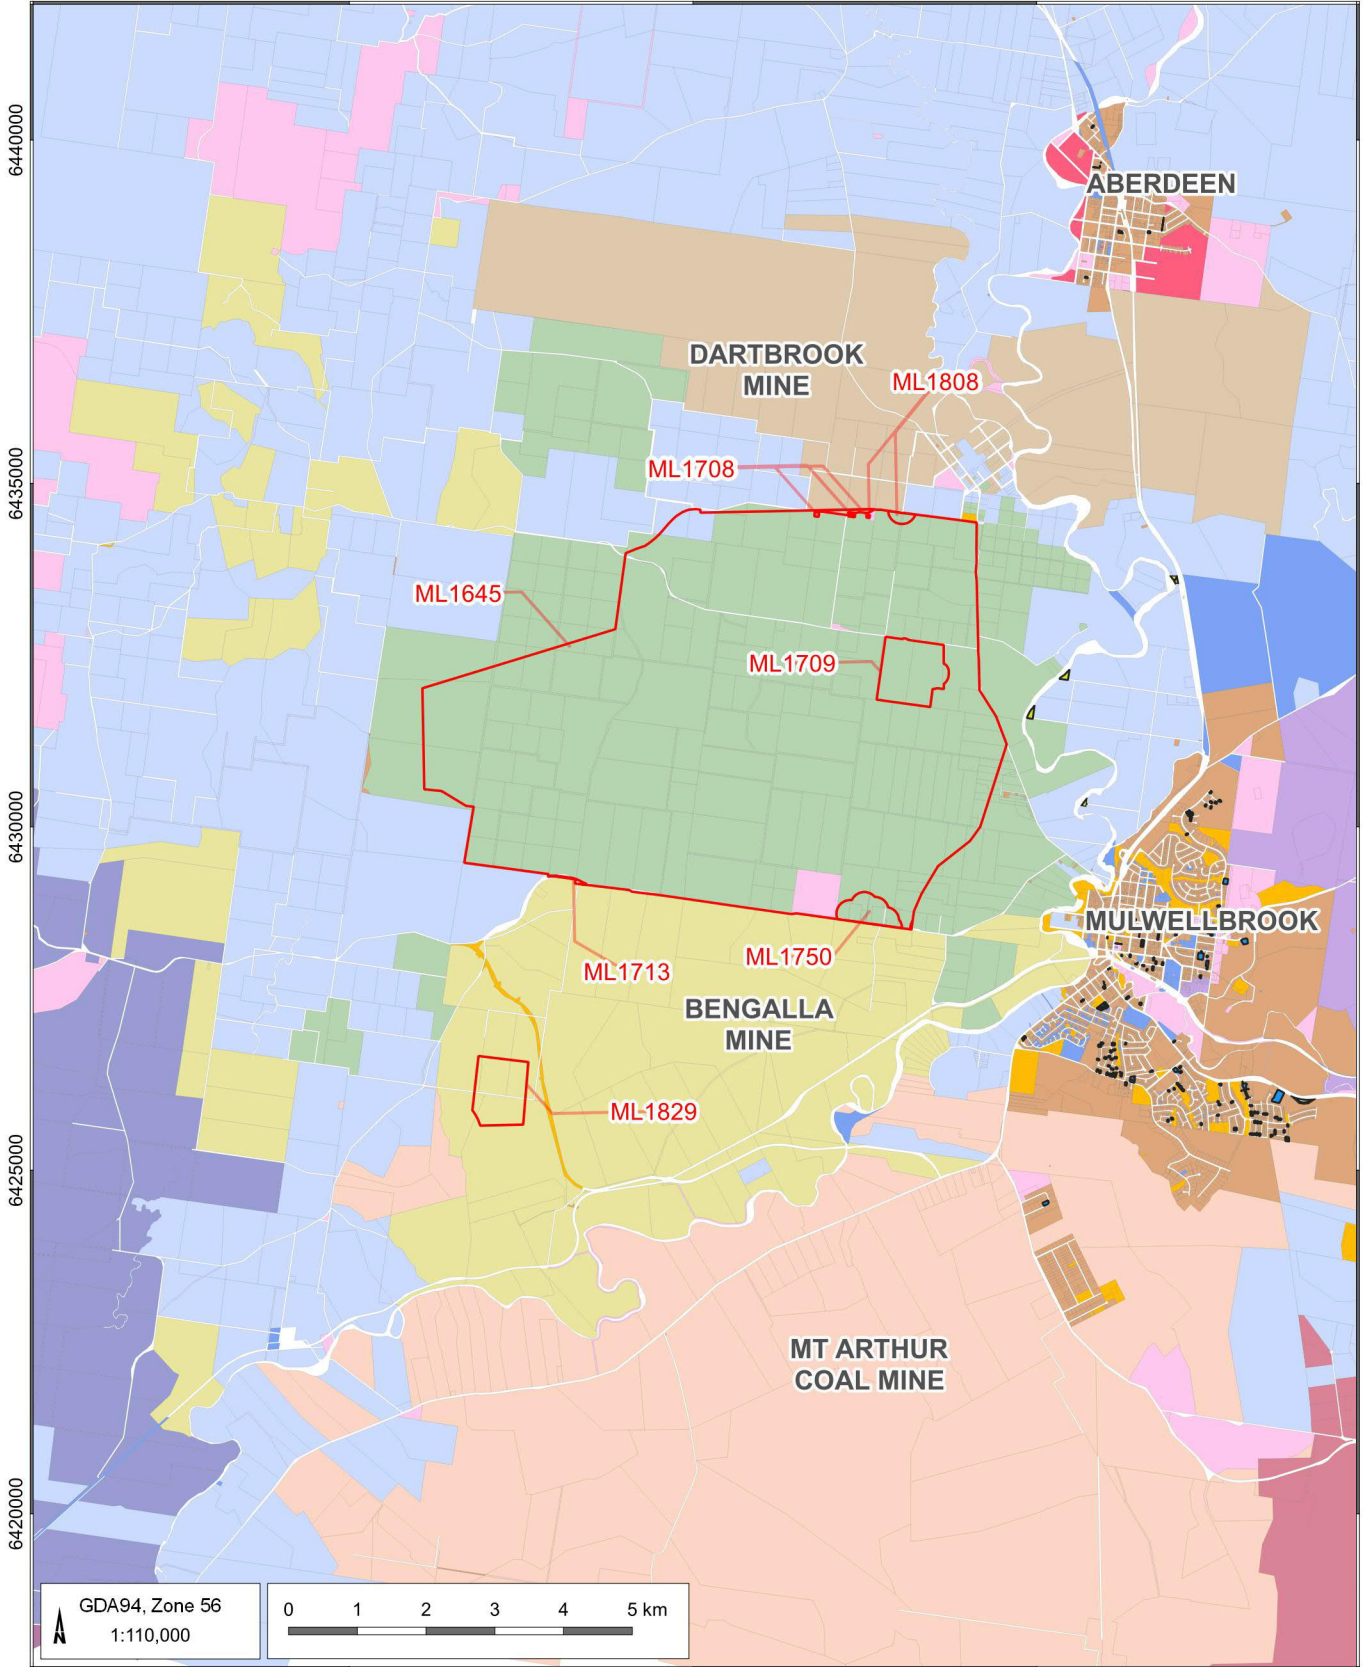 6440000
ABERDEEN
DARTBROOK
MINE
ML1808
ML1708
6435000
ML1645
ML1709
6430000
MULWELLBROOK
ML1750
ML1713
BENGALLA
MINE
ML1829
6425000
MT ARTHUR
COAL MINE
6420000
GDA94, Zone 56
1:110,000
N
0 1 2 3 4 5 km